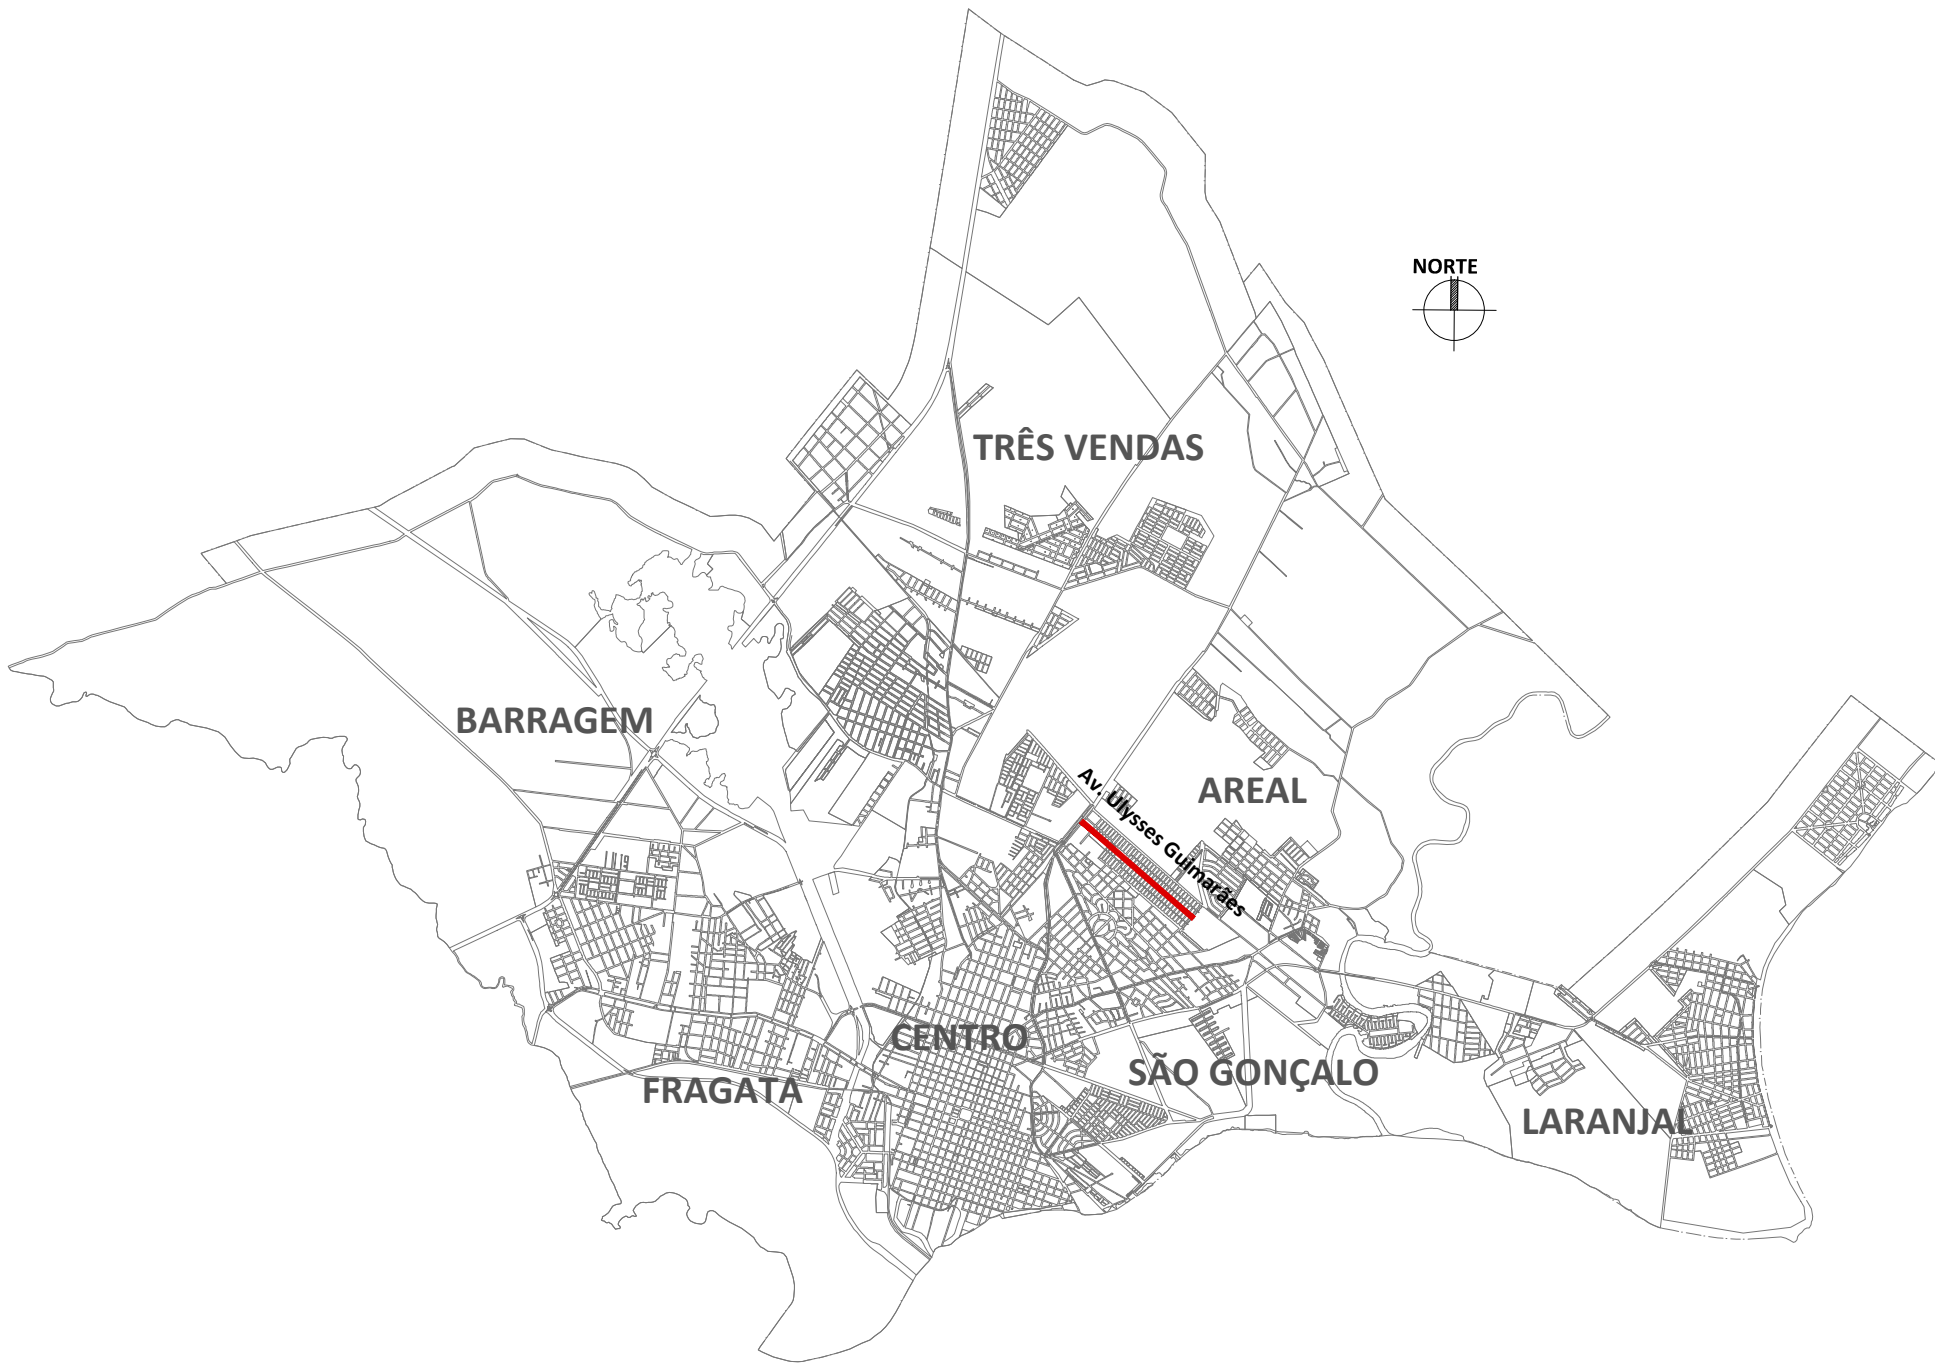 NORTE
TRÊS VENDAS
BARRAGEM
AREAL
Av. Ulysses Guimarães
CENTRO
SÃO GONÇALO
FRAGATA
LARANJAL